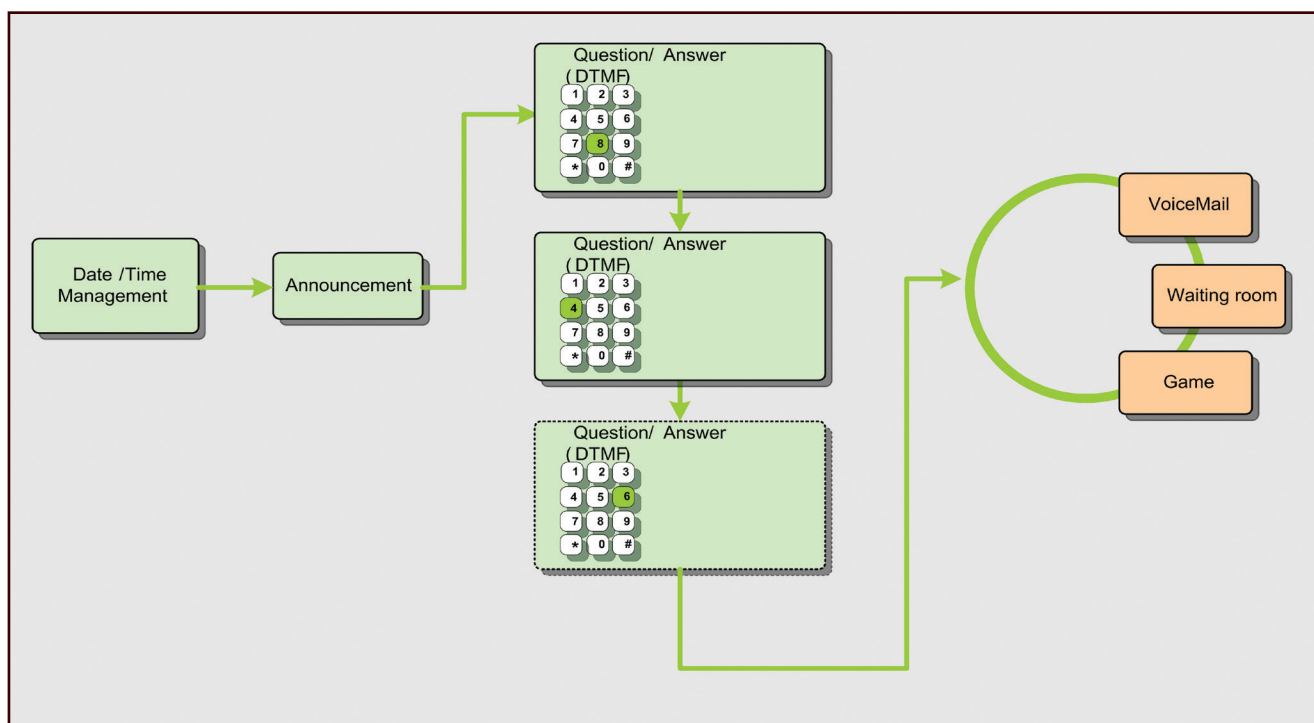 Date /Time
Management
Announcement
Question/ Answer
( DTMF)
1 2 3
4 5 6
7 8 9
* 0 #
Question/ Answer
( DTMF)
1 2 3
4 5 6
7 8 9
* 0 #
Question/ Answer
( DTMF)
1 2 3
4 5 6
7 8 9
* 0 #
VoiceMail
Waiting room
Game